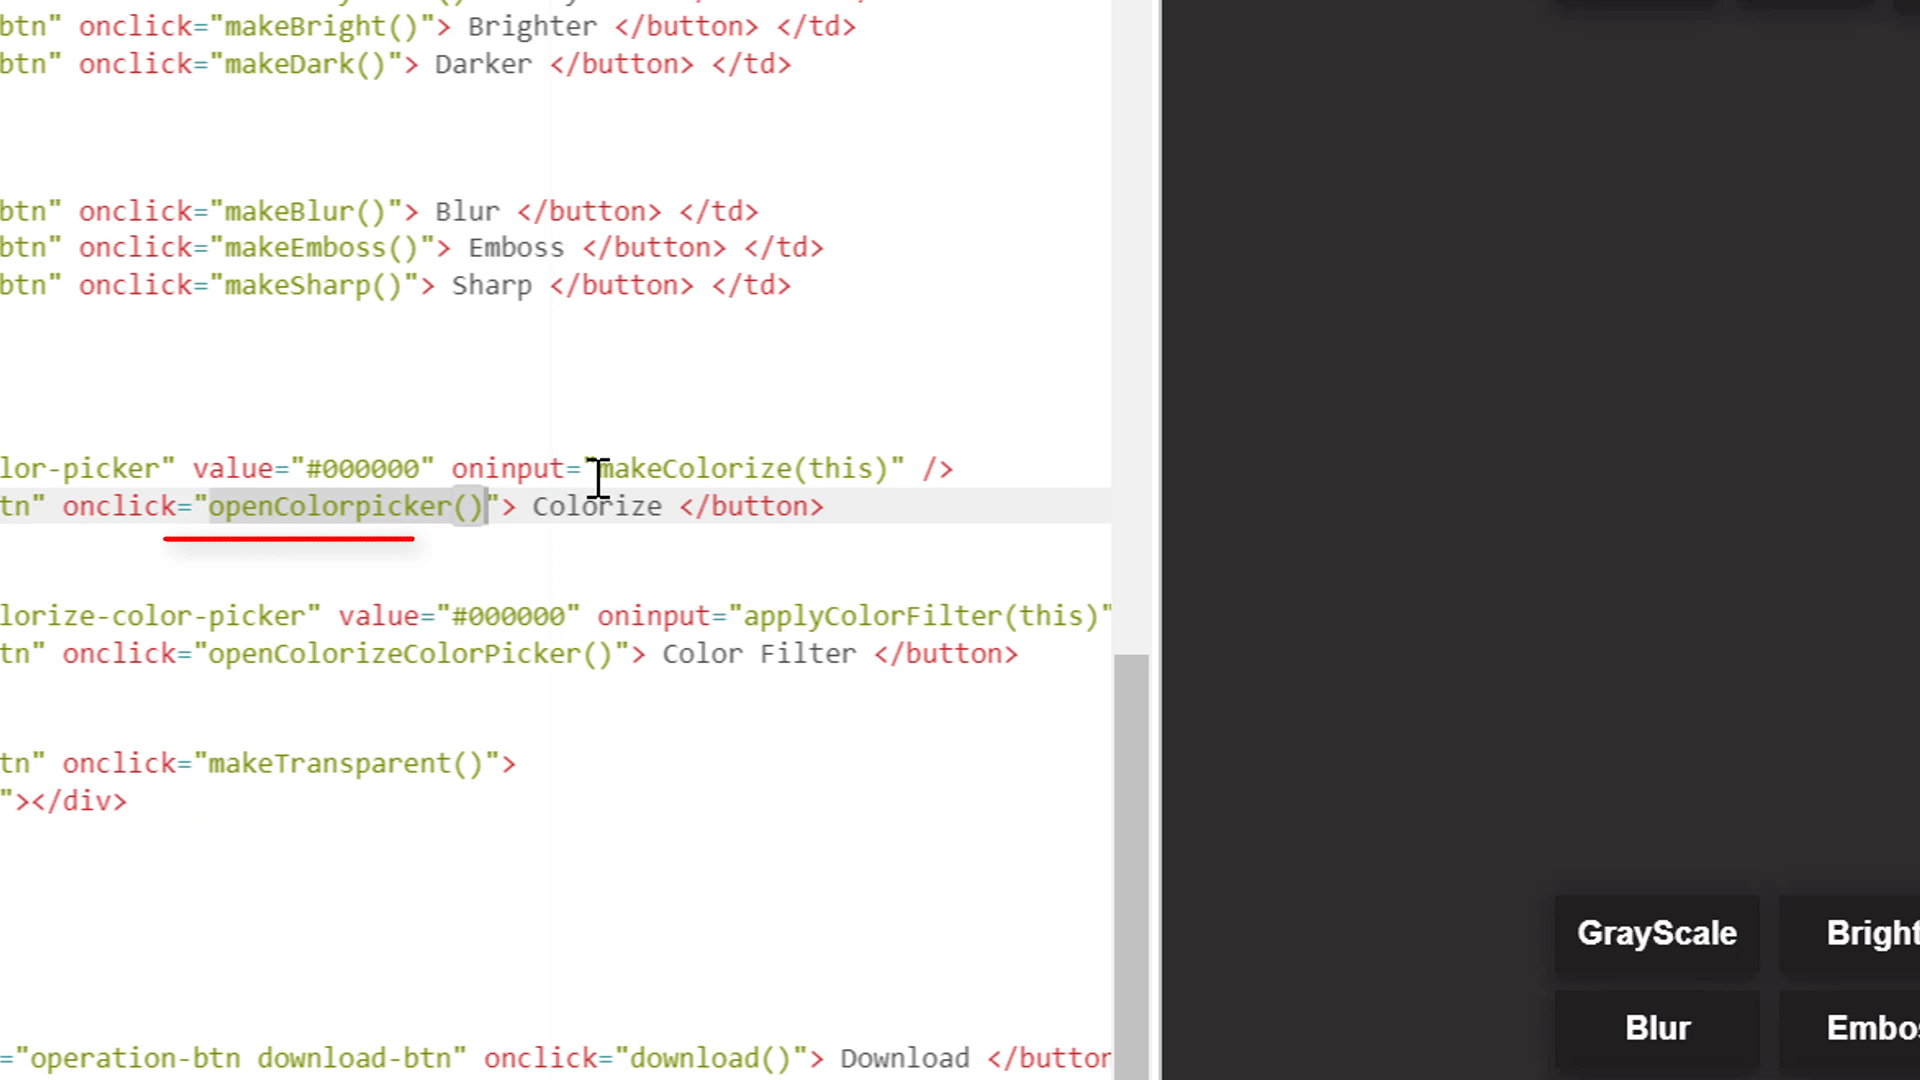 btn" onclick="makeBright()"> Brighter </button> </td>
btn" onclick="makeDark()"> Darker </button> </td>
btn" onclick="makeBlur()"> Blur </button> </td>
btn" onclick="makeEmboss()"> Emboss </button> </td>
btn" onclick="makeSharp()"> Sharp </button> </td>
lor-picker" value="#000000" oninput="makeColorize(this)" />
tn" onclick="openColorpicker()"> Colorize </button>
lorize-color-picker" value="#000000" oninput="applyColorFilter(this)"
tn" onclick="openColorizeColorPicker()"> Color Filter </button>
tn" onclick="makeTransparent()">
"></div>
="operation-btn download-btn" onclick="download()"> Download </button
GrayScale Bright
Blur Embos